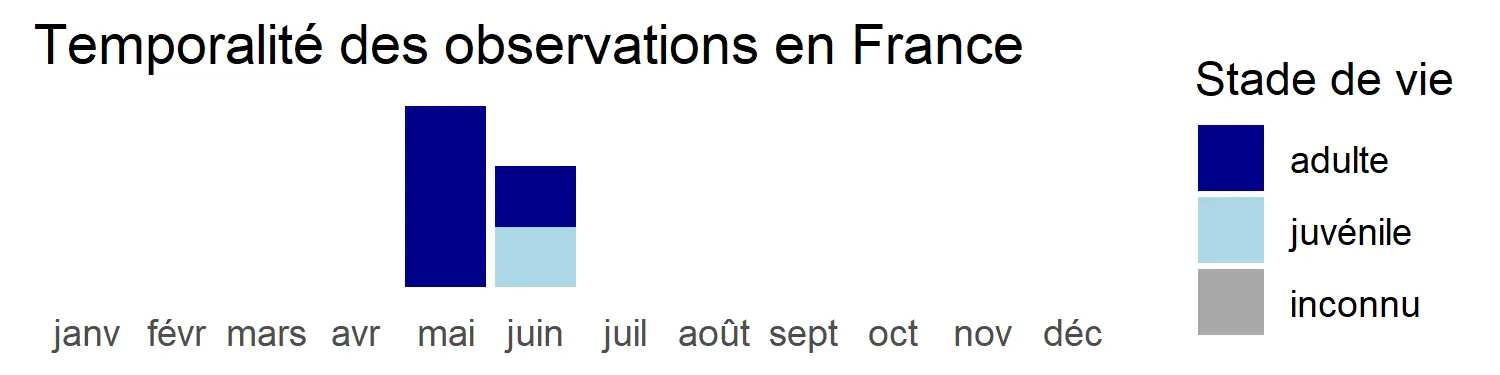 Temporalité des observations en France
janv févr mars avr mai juin juil août sept oct nov déc
Stade de vie
adulte
juvénile
inconnu